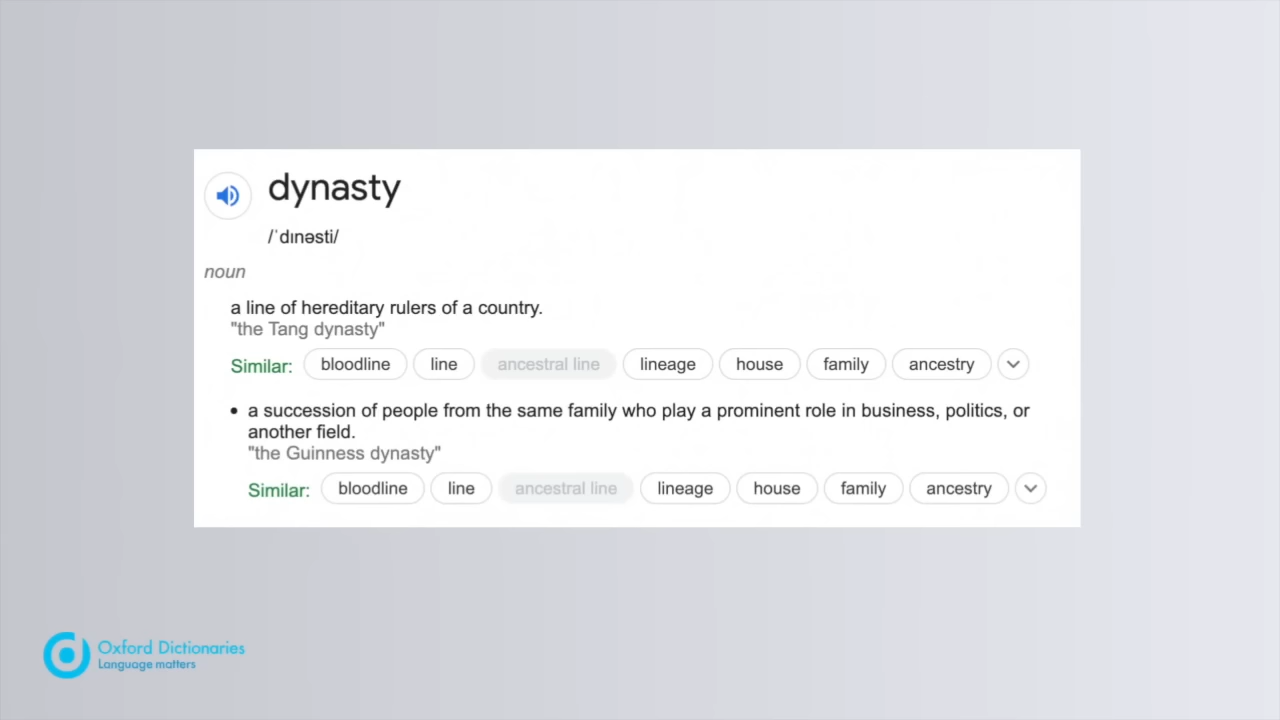 dynasty
/ˈdɪnəsti/
noun
a line of hereditary rulers of a country.
"the Tang dynasty"
Similar: bloodline line ancestral line lineage house family ancestry
• a succession of people from the same family who play a prominent role in business, politics, or
another field.
"the Guinness dynasty"
Similar: bloodline line ancestral line lineage house family ancestry
Oxford Dictionaries
Language matters